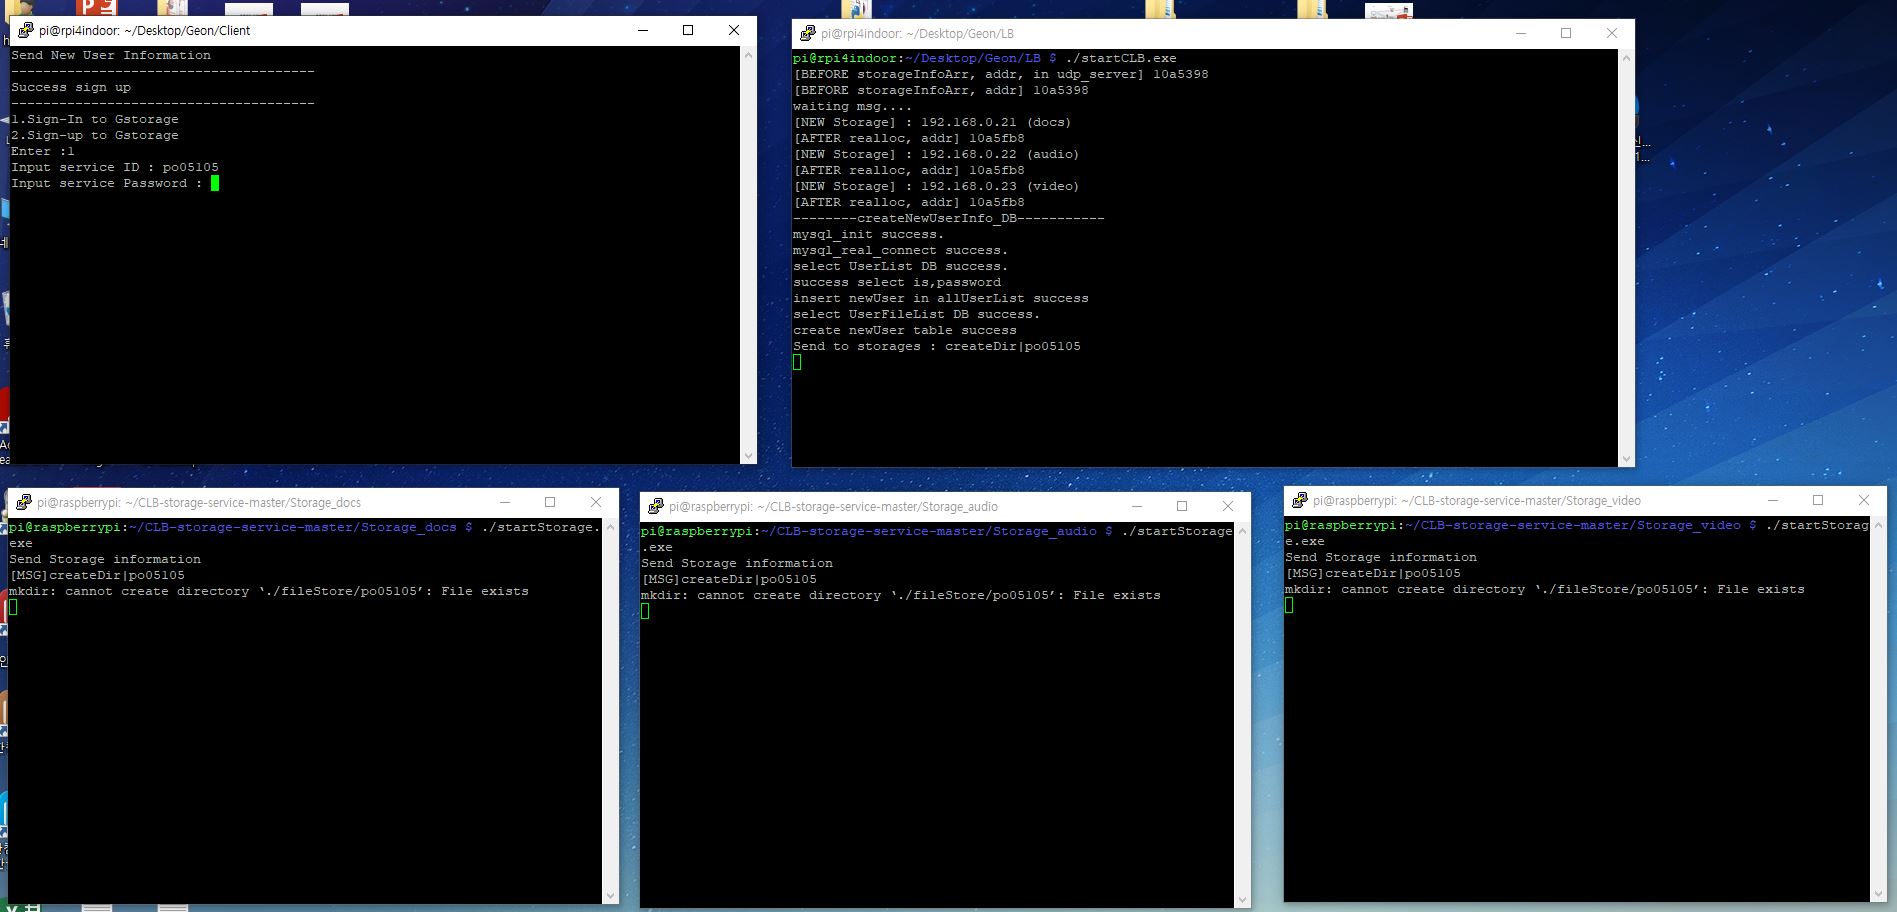 pi@rpi4indoor: ~/Desktop/Geon/Client
Send New User Information
--------------------------------------
Success sign up
--------------------------------------
1.Sign-In to Gstorage
2.Sign-up to Gstorage
Enter :1
Input service ID : po05105
Input service Password :
pi@rpi4indoor: ~/Desktop/Geon/LB
pi@rpi4indoor:~/Desktop/Geon/LB $ ./startCLB.exe
[BEFORE storageInfoArr, addr, in udp_server] 10a5398
[BEFORE storageInfoArr, addr] 10a5398
waiting msg....
[NEW Storage] : 192.168.0.21 (docs)
[AFTER realloc, addr] 10a5fb8
[NEW Storage] : 192.168.0.22 (audio)
[AFTER realloc, addr] 10a5fb8
[NEW Storage] : 192.168.0.23 (video)
[AFTER realloc, addr] 10a5fb8
--------createNewUserInfo_DB-----------
mysql_init success.
mysql_real_connect success.
select UserList DB success.
success select is,password
insert newUser in allUserList success
select UserFileList DB success.
create newUser table success
Send to storages : createDir|po05105
pi@raspberrypi: ~/CLB-storage-service-master/Storage_docs
pi@raspberrypi:~/CLB-storage-service-master/Storage_docs $ ./startStorage.
exe
Send Storage information
[MSG]createDir|po05105
mkdir: cannot create directory ‘./fileStore/po05105’: File exists
pi@raspberrypi: ~/CLB-storage-service-master/Storage_audio
pi@raspberrypi:~/CLB-storage-service-master/Storage_audio $ ./startStorage
.exe
Send Storage information
[MSG]createDir|po05105
mkdir: cannot create directory ‘./fileStore/po05105’: File exists
pi@raspberrypi: ~/CLB-storage-service-master/Storage_video
pi@raspberrypi:~/CLB-storage-service-master/Storage_video $ ./startStorag
e.exe
Send Storage information
[MSG]createDir|po05105
mkdir: cannot create directory ‘./fileStore/po05105’: File exists